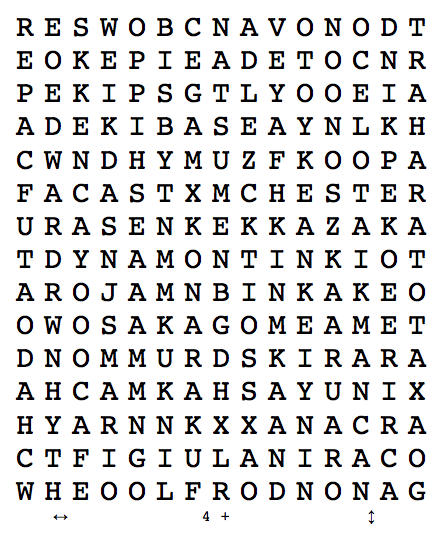 R E S W O B C N A V O N O D T
E O K E P I E A D E T O C N R
P E K I P S G T L Y O O E I A
A D E K I B A S E A Y N L K H
C W N D H Y M U Z F K O O P A
F A C A S T X M C H E S T E R
U R A S E N K E K K A Z A K A
T D Y N A M O N T I N K I O T
A R O J A M N B I N K A K E O
O W O S A K A G O M E A M E T
D N O M M U R D S K I R A R A
A H C A M K A H S A Y U N I X
H Y A R N N K X X A N A C R A
C T F I G I U L A N I R A C O
W H E O O L F R O D N O N A G
↔ 4 + ↕